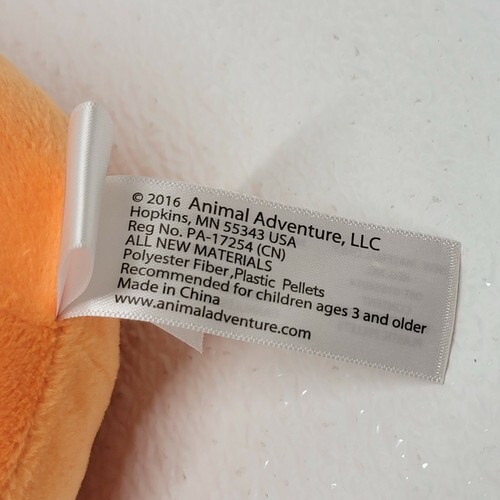 © 2016 Animal Adventure, LLC
Hopkins, MN 55343 USA
Reg No. PA-17254 (CN)
ALL NEW MATERIALS
Polyester Fiber,Plastic Pellets
Recommended for children ages 3 and older
Made in China
www.animaladventure.com